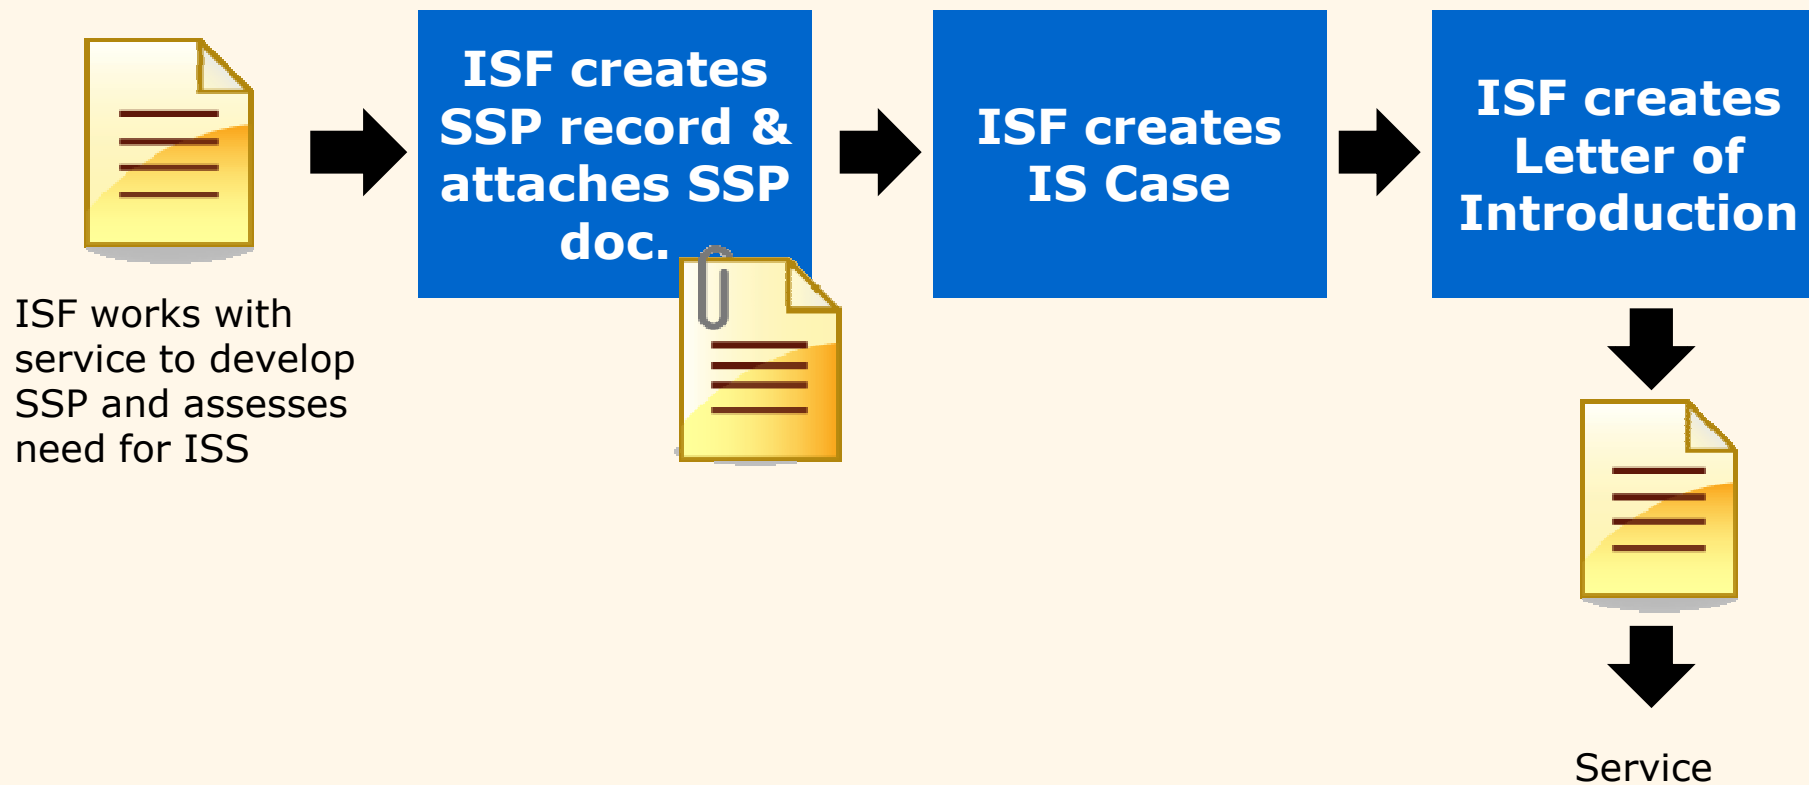 ISF works with
service to develop
SSP and assesses
need for ISS
ISF creates
SSP record &
attaches SSP
doc.
ISF creates
IS Case
ISF creates
Letter of
Introduction
Service